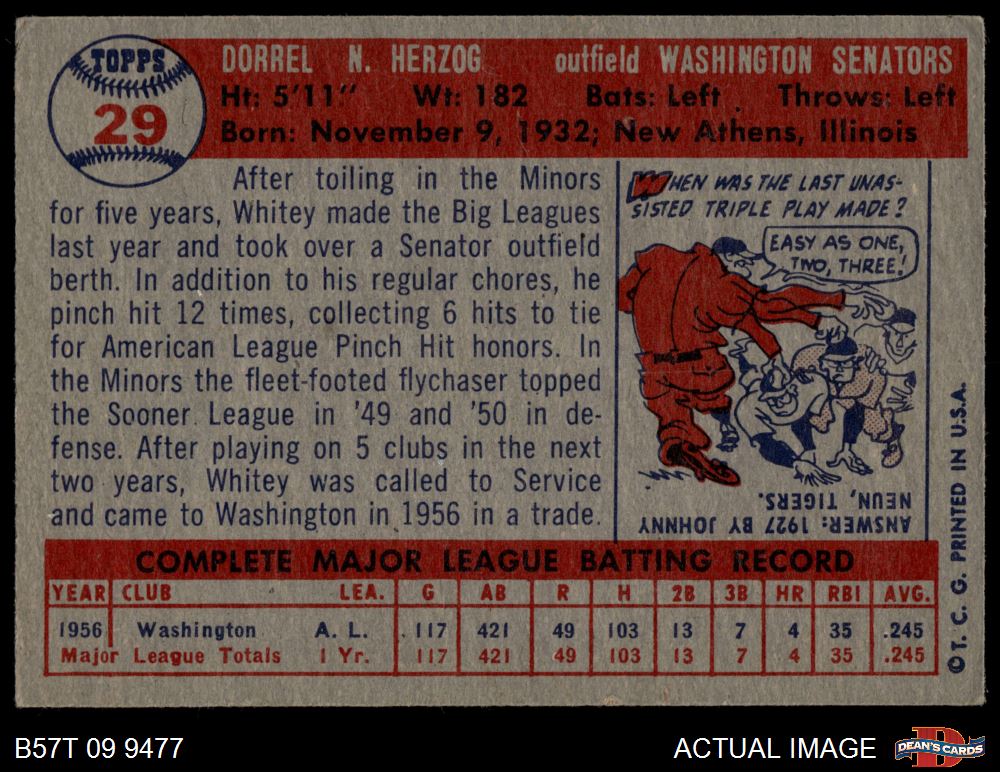 TOPPS
29
DORREL N. HERZOG outfield WASHINGTON SENATORS
Ht: 5'11" Wt: 182 Bats: Left Throws: Left
Born: November 9, 1932; New Athens, Illinois
After toiling in the Minors
for five years, Whitey made the Big Leagues
last year and took over a Senator outfield
berth. In addition to his regular chores, he
pinch hit 12 times, collecting 6 hits to tie
for American League Pinch Hit honors. In
the Minors the fleet-footed flychaser topped
the Sooner League in '49 and '50 in de-
fense. After playing on 5 clubs in the next
two years, Whitey was called to Service
and came to Washington in 1956 in a trade.
WHEN WAS THE LAST UNAS-
SISTED TRIPLE PLAY MADE?
EASY AS ONE,
TWO, THREE!
ANSWER: 1927 BY JOHNNY
NEUN, TIGERS.
COMPLETE MAJOR LEAGUE BATTING RECORD
YEAR CLUB LEA. G AB R H 2B 3B HR RBI AVG.
1956 Washington A. L. 117 421 49 103 13 7 4 35 .245
Major League Totals 1 Yr. 117 421 49 103 13 7 4 35 .245
© T. C. G. PRINTED IN U.S.A.
B57T 09 9477
ACTUAL IMAGE
DEAN'S CARDS